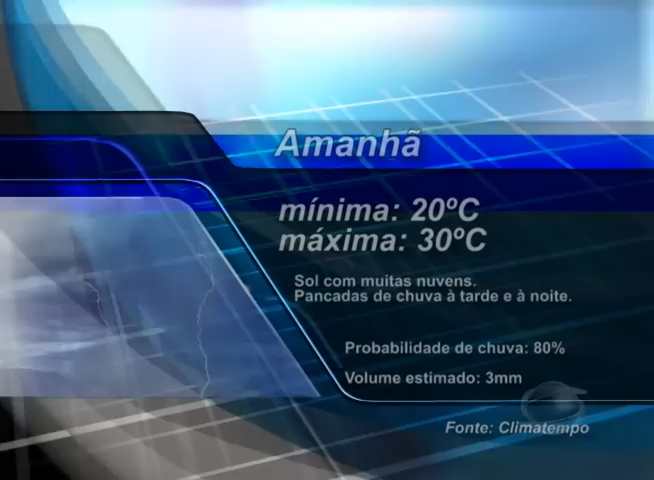 Amanhã
mínima: 20ºC
máxima: 30ºC
Sol com muitas nuvens.
Pancadas de chuva à tarde e à noite.
Probabilidade de chuva: 80%
Volume estimado: 3mm
Fonte: Climatempo